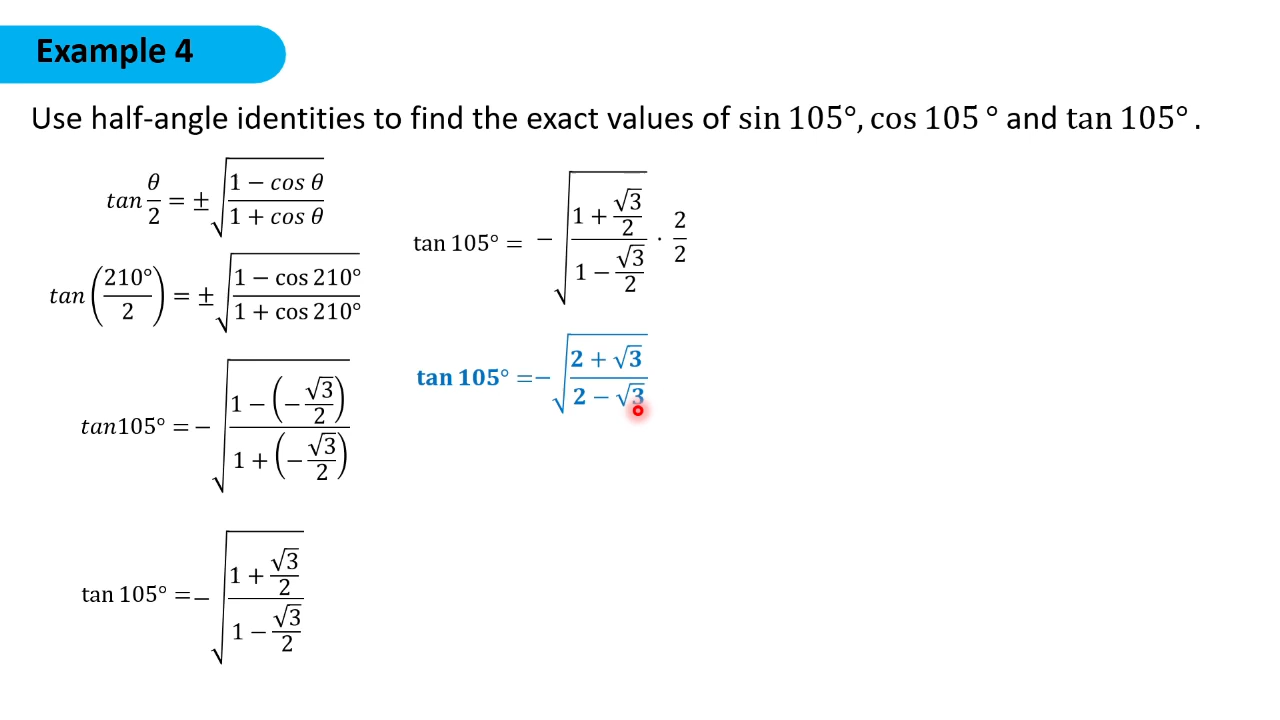 Example 4
Use half-angle identities to find the exact values of sin 105°, cos 105 ° and tan 105° .
tan θ/2 = ± √((1 − cos θ)/(1 + cos θ))
tan (210°/2) = ± √((1 − cos 210°)/(1 + cos 210°))
tan105° = − √((1 − (−√3/2))/(1 + (−√3/2)))
tan 105° = − √((1 + √3/2)/(1 − √3/2))
tan 105° = − √((1 + √3/2)/(1 − √3/2)) · 2/2
tan 105° = − √((2 + √3)/(2 − √3))